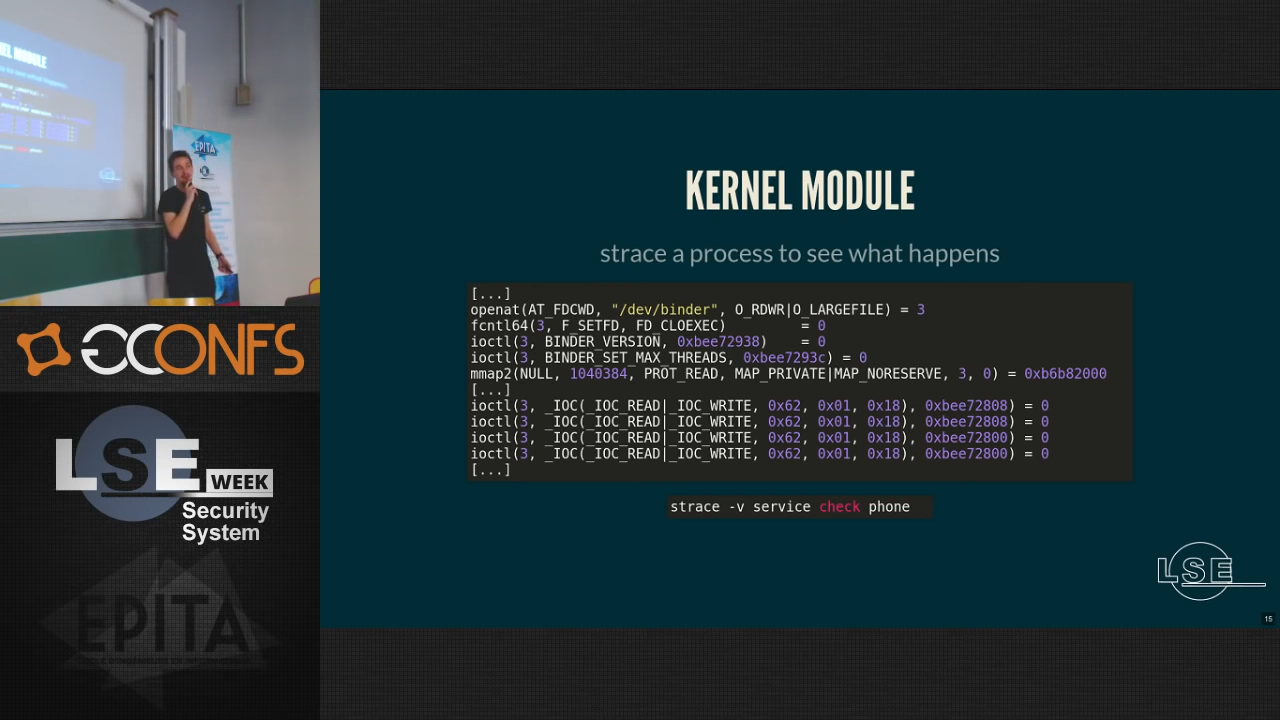 EL MODULE
EPITA
GCONFS
LSE
WEEK
Security
System
EPITA
KERNEL MODULE
strace a process to see what happens
[...]
openat(AT_FDCWD, "/dev/binder", O_RDWR|O_LARGEFILE) = 3
fcntl64(3, F_SETFD, FD_CLOEXEC)         = 0
ioctl(3, BINDER_VERSION, 0xbee72938)    = 0
ioctl(3, BINDER_SET_MAX_THREADS, 0xbee7293c) = 0
mmap2(NULL, 1040384, PROT_READ, MAP_PRIVATE|MAP_NORESERVE, 3, 0) = 0xb6b82000
[...]
ioctl(3, _IOC(_IOC_READ|_IOC_WRITE, 0x62, 0x01, 0x18), 0xbee72808) = 0
ioctl(3, _IOC(_IOC_READ|_IOC_WRITE, 0x62, 0x01, 0x18), 0xbee72808) = 0
ioctl(3, _IOC(_IOC_READ|_IOC_WRITE, 0x62, 0x01, 0x18), 0xbee72800) = 0
ioctl(3, _IOC(_IOC_READ|_IOC_WRITE, 0x62, 0x01, 0x18), 0xbee72800) = 0
[...]
strace -v service check phone
LSE
15